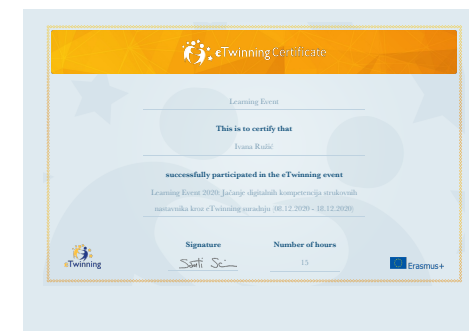 eTwinning Certificate
Learning Event
This is to certify that
Ivana Ružić
successfully participated in the eTwinning event
Learning Event 2020: Jačanje digitalnih kompetencija strukovnih
nastavnika kroz eTwinning suradnju (08.12.2020 - 18.12.2020)
Signature
Number of hours
15
eTwinning
Erasmus+